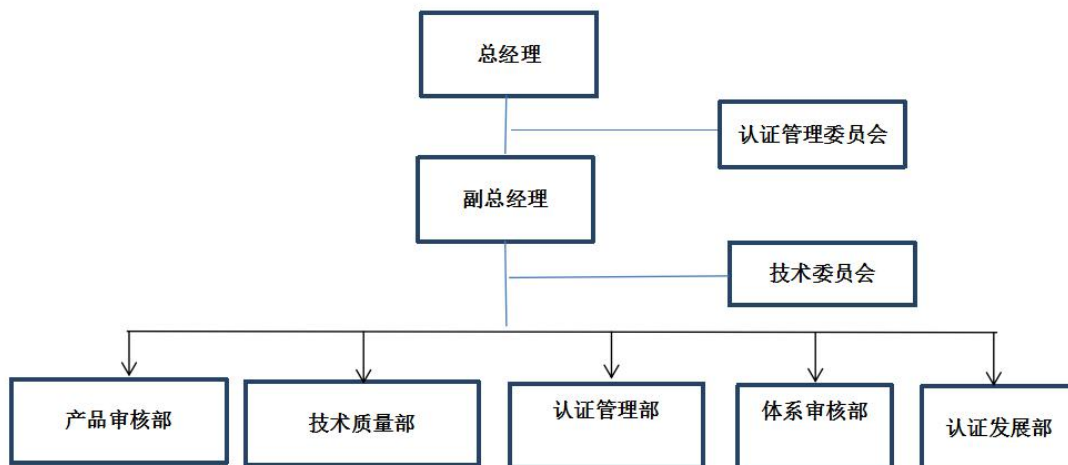 总经理
认证管理委员会
副总经理
技术委员会
产品审核部
技术质量部
认证管理部
体系审核部
认证发展部